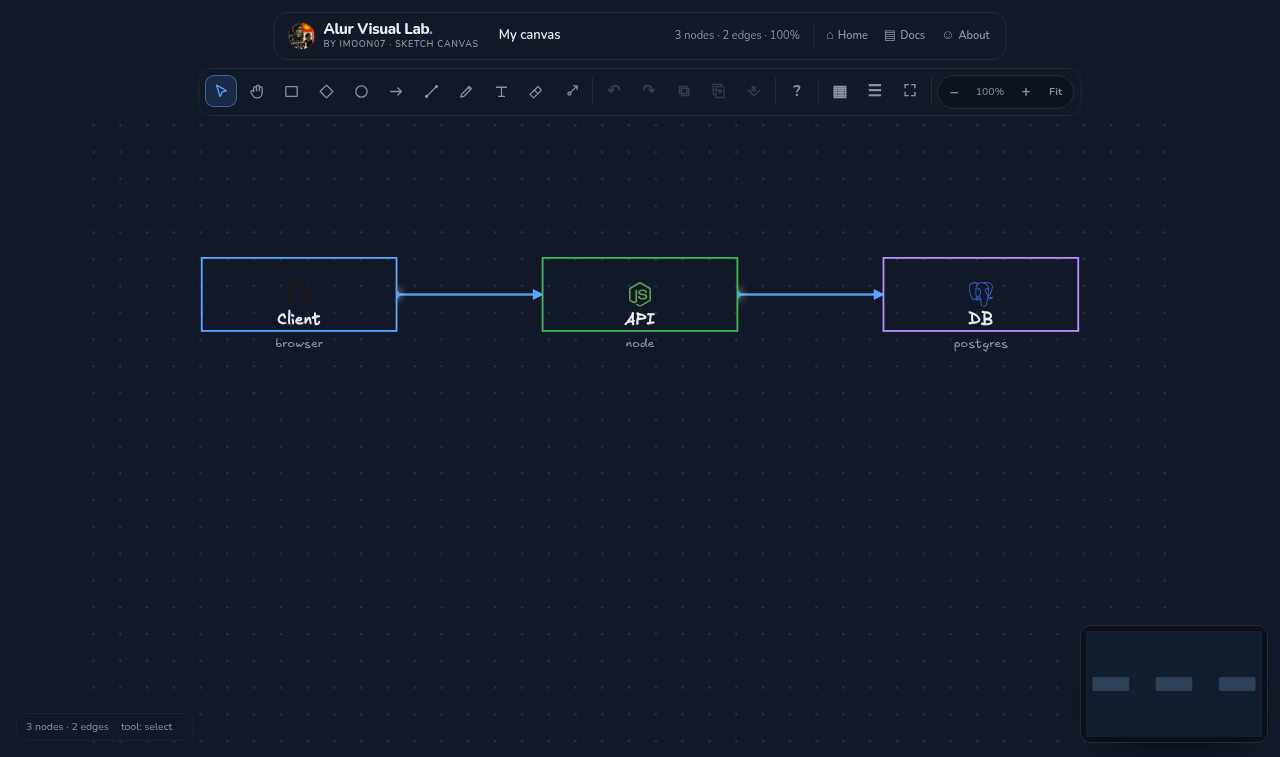 Alur Visual Lab.
BY IMOON07 · SKETCH CANVAS
My canvas
3 nodes · 2 edges · 100%
Home
Docs
About
?
− 100% + Fit
JS
Client
API
DB
browser
node
postgres
3 nodes · 2 edges tool: select